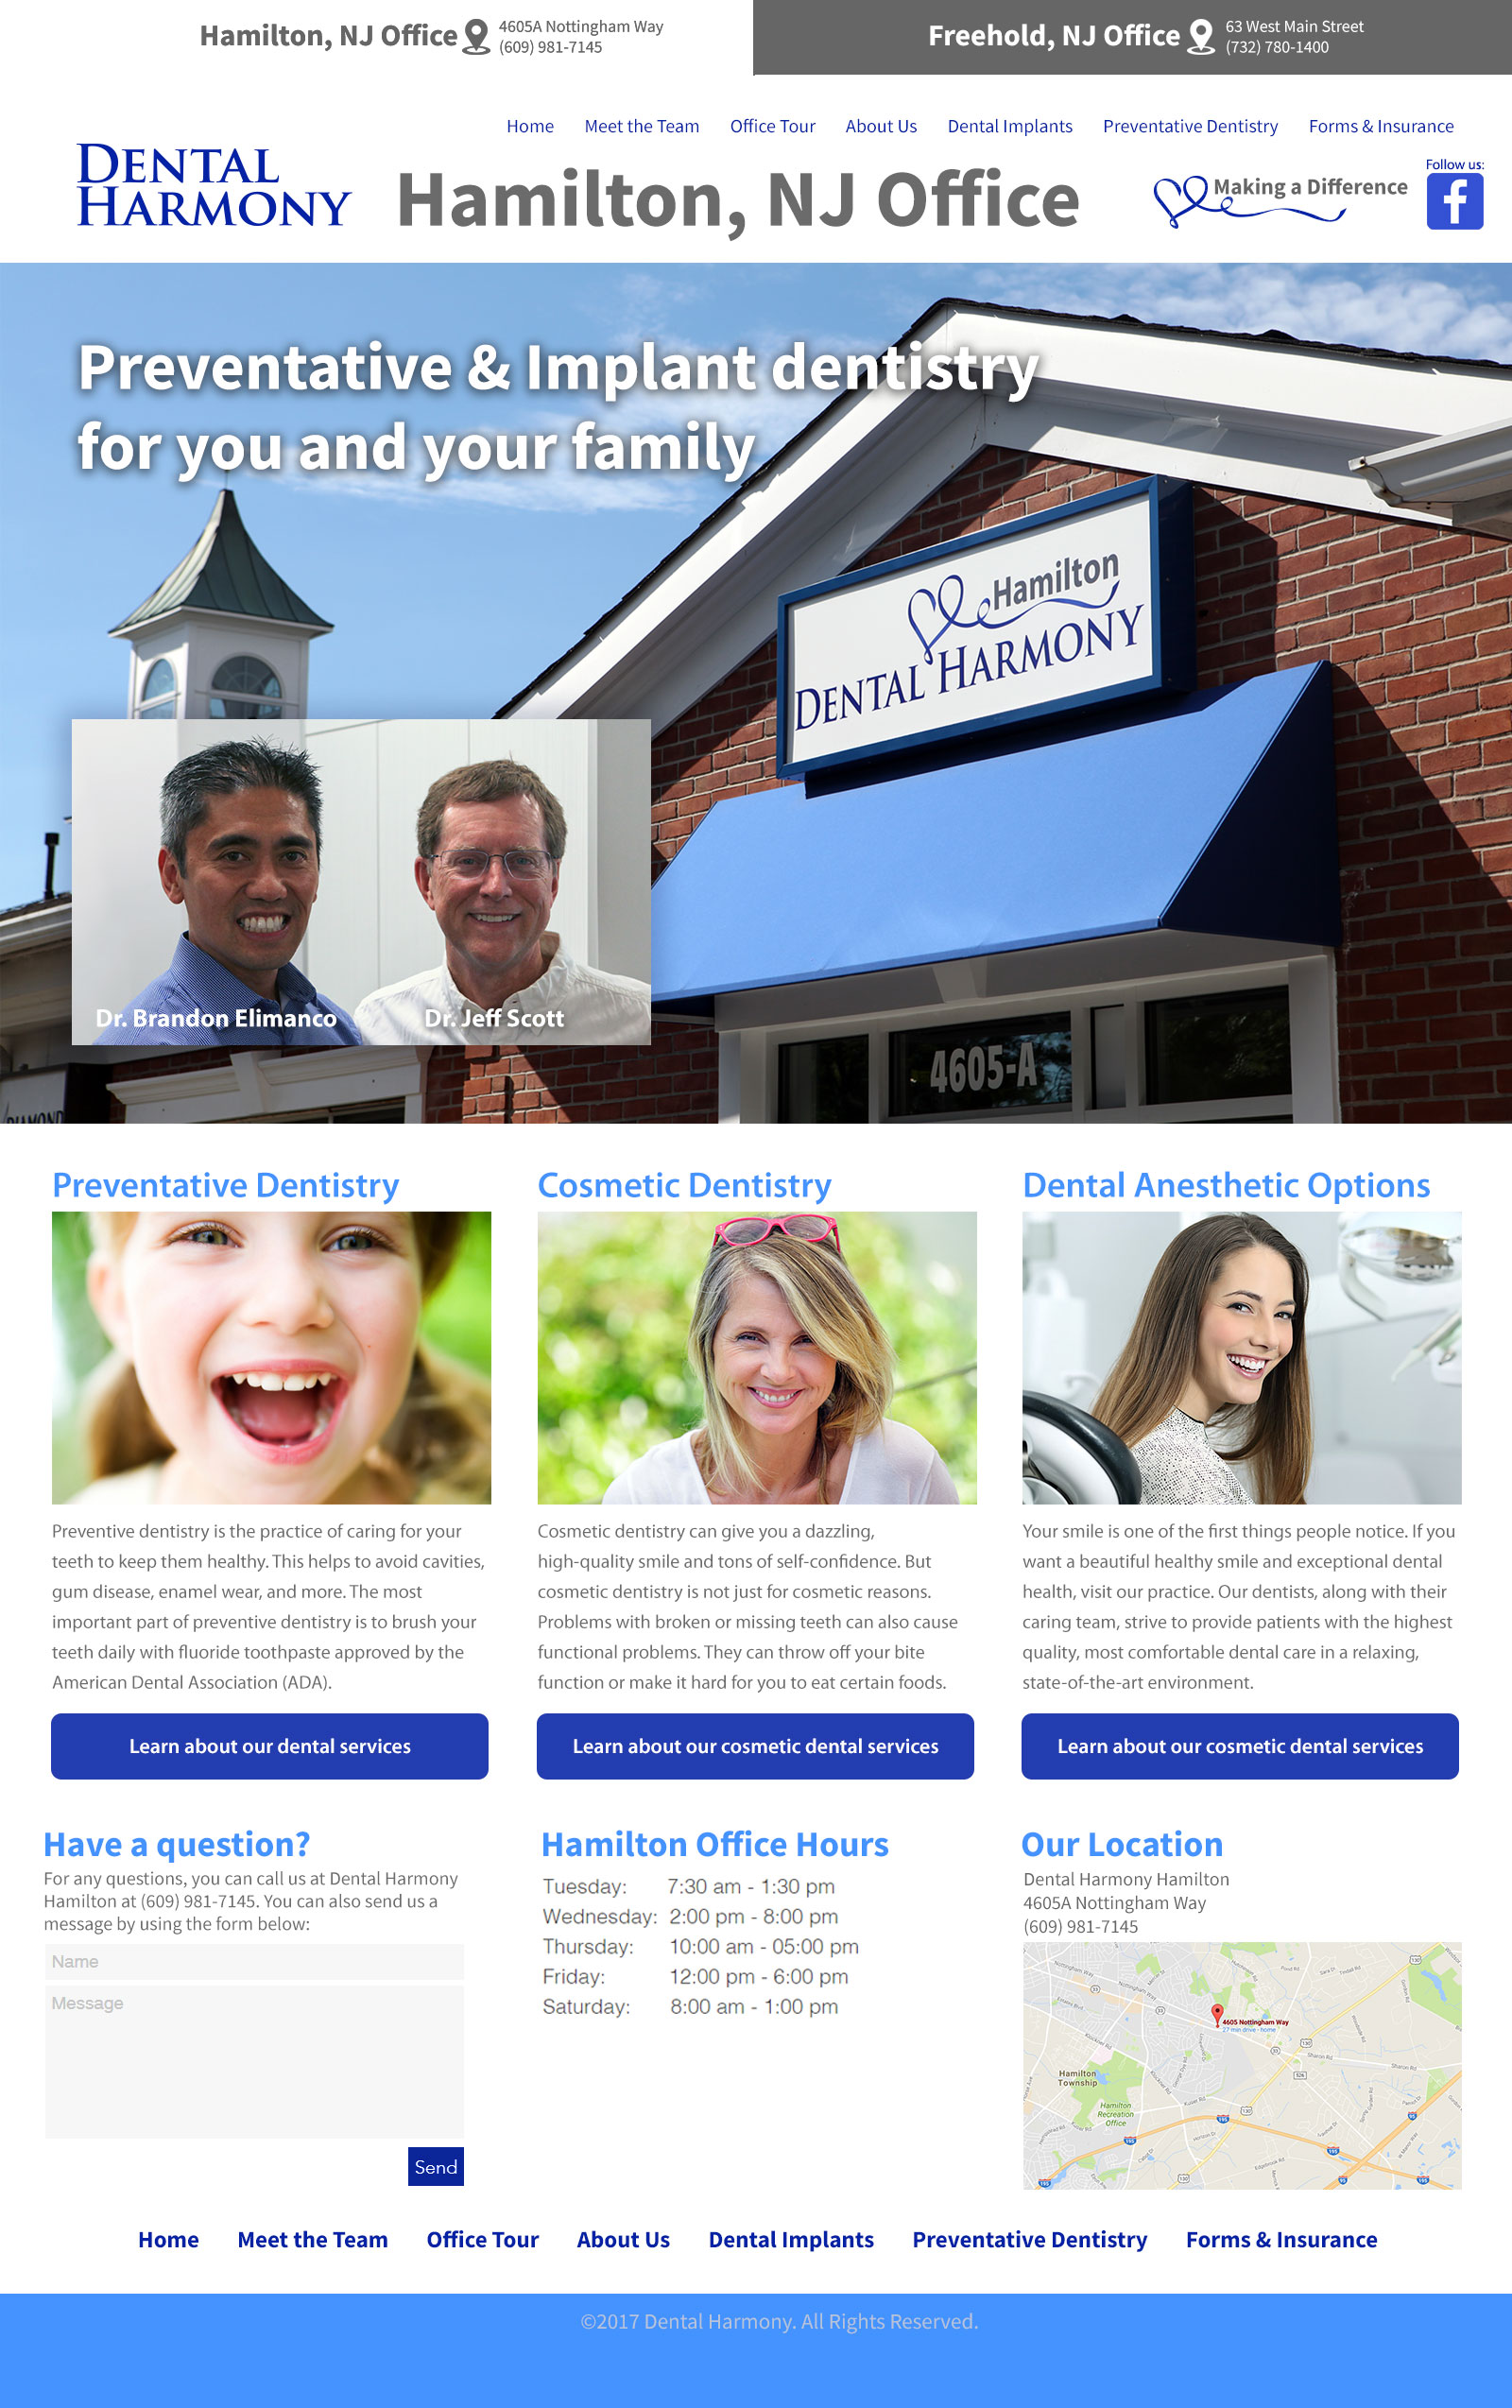 Hamilton, NJ Office
4605A Nottingham Way
(609) 981-7145
Freehold, NJ Office
63 West Main Street
(732) 780-1400
Home Meet the Team Office Tour About Us Dental Implants Preventative Dentistry Forms & Insurance
DENTAL
HARMONY
Hamilton, NJ Office
Making a Difference
Follow us:
Preventative & Implant dentistry
for you and your family
Hamilton
DENTAL HARMONY
4605-A
DIAMOND
Dr. Brandon Elimanco
Dr. Jeff Scott
Preventative Dentistry
Preventive dentistry is the practice of caring for your
teeth to keep them healthy. This helps to avoid cavities,
gum disease, enamel wear, and more. The most
important part of preventive dentistry is to brush your
teeth daily with fluoride toothpaste approved by the
American Dental Association (ADA).
Learn about our dental services
Cosmetic Dentistry
Cosmetic dentistry can give you a dazzling,
high-quality smile and tons of self-confidence. But
cosmetic dentistry is not just for cosmetic reasons.
Problems with broken or missing teeth can also cause
functional problems. They can throw off your bite
function or make it hard for you to eat certain foods.
Learn about our cosmetic dental services
Dental Anesthetic Options
Your smile is one of the first things people notice. If you
want a beautiful healthy smile and exceptional dental
health, visit our practice. Our dentists, along with their
caring team, strive to provide patients with the highest
quality, most comfortable dental care in a relaxing,
state-of-the-art environment.
Learn about our cosmetic dental services
Have a question?
For any questions, you can call us at Dental Harmony
Hamilton at (609) 981-7145. You can also send us a
message by using the form below:
Name
Message
Send
Hamilton Office Hours
Tuesday: 7:30 am - 1:30 pm
Wednesday: 2:00 pm - 8:00 pm
Thursday: 10:00 am - 05:00 pm
Friday: 12:00 pm - 6:00 pm
Saturday: 8:00 am - 1:00 pm
Our Location
Dental Harmony Hamilton
4605A Nottingham Way
(609) 981-7145
4605 Nottingham Way
27 min drive - home
Hamilton
Township
Hamilton
Recreation
Office
Home Meet the Team Office Tour About Us Dental Implants Preventative Dentistry Forms & Insurance
©2017 Dental Harmony. All Rights Reserved.